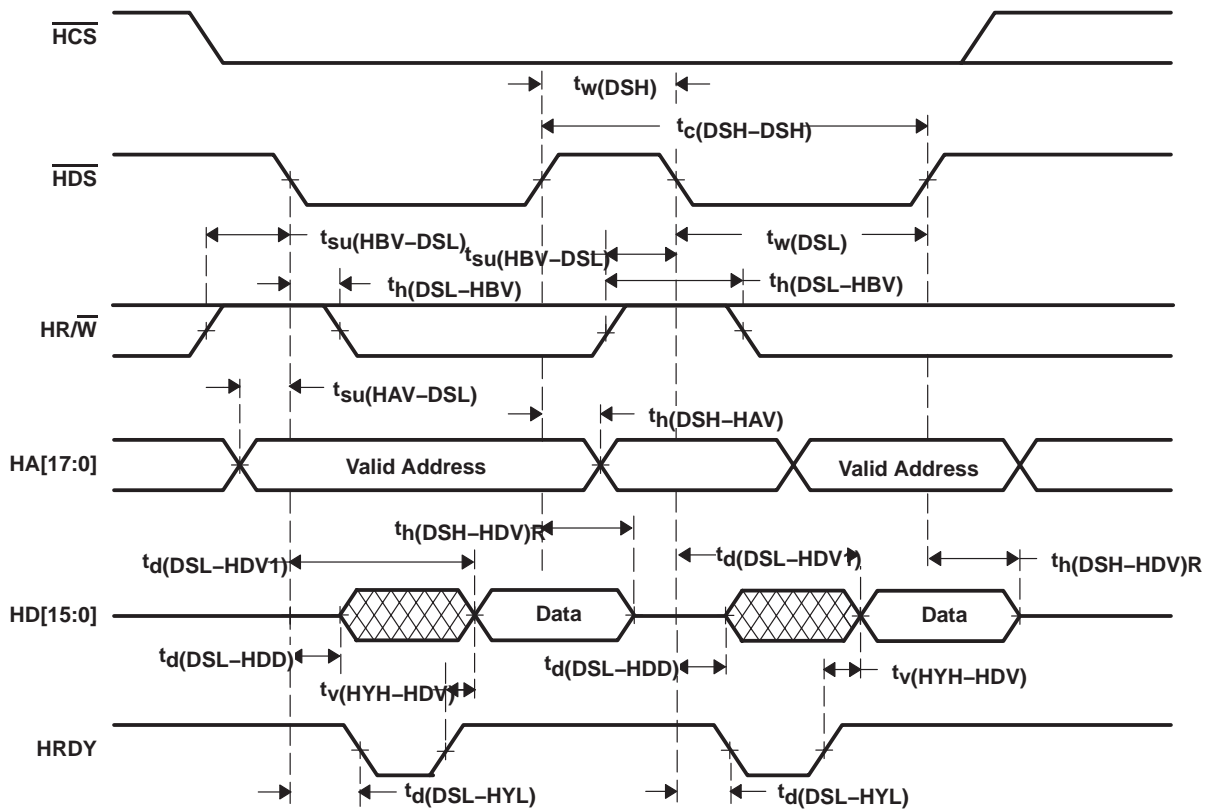 HCS
tw(DSH)
tc(DSH–DSH)
HDS
tsu(HBV–DSL)
tsu(HBV–DSL)
tw(DSL)
th(DSL–HBV)
th(DSL–HBV)
HR/W
tsu(HAV–DSL)
th(DSH–HAV)
HA[17:0]
Valid Address
Valid Address
th(DSH–HDV)R
td(DSL–HDV1)
td(DSL–HDV1)
th(DSH–HDV)R
HD[15:0]
Data
Data
td(DSL–HDD)
td(DSL–HDD)
tv(HYH–HDV)
tv(HYH–HDV)
HRDY
td(DSL–HYL)
td(DSL–HYL)